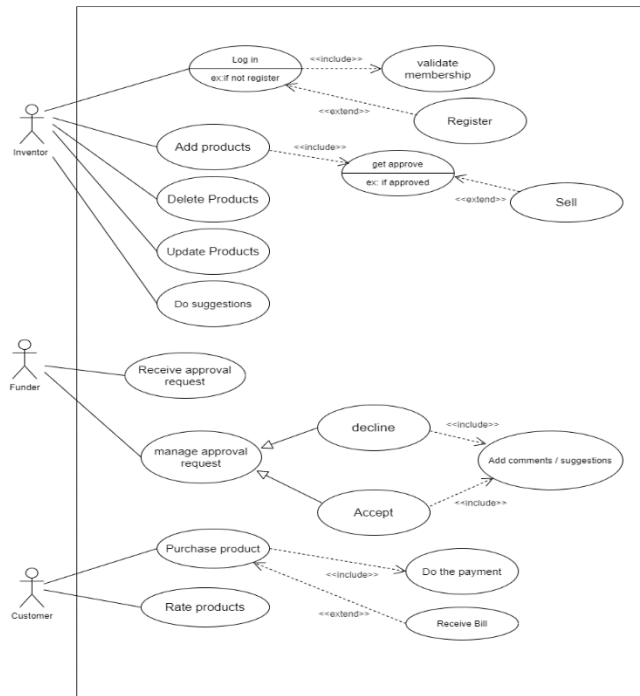 Log in
ex:if not register
<<include>>
validate
membership
<<extend>>
Register
Inventor
Add products
<<include>>
get approve
ex: if approved
<<extend>>
Sell
Delete Products
Update Products
Do suggestions
Funder
Receive approval
request
manage approval
request
decline
<<include>>
Add comments / suggestions
Accept
<<include>>
Customer
Purchase product
<<include>>
Do the payment
Rate products
<<extend>>
Receive Bill